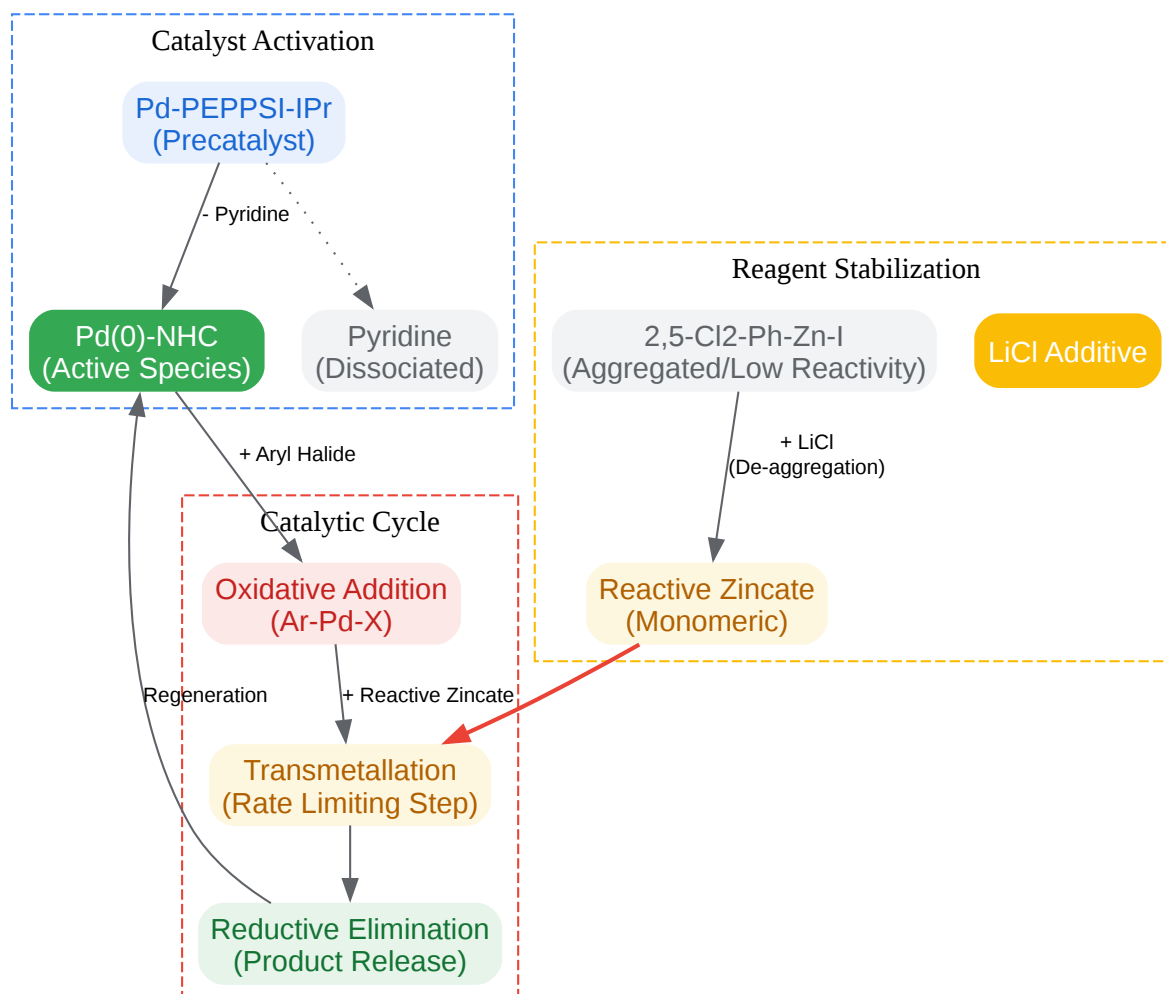 Catalyst Activation
Pd-PEPPSI-IPr
(Precatalyst)
- Pyridine
Pd(0)-NHC
(Active Species)
Pyridine
(Dissociated)
Reagent Stabilization
2,5-Cl2-Ph-Zn-I
(Aggregated/Low Reactivity)
LiCl Additive
+ LiCl
(De-aggregation)
+ Aryl Halide
Catalytic Cycle
Oxidative Addition
(Ar-Pd-X)
Reactive Zincate
(Monomeric)
Regeneration
+ Reactive Zincate
Transmetallation
(Rate Limiting Step)
Reductive Elimination
(Product Release)